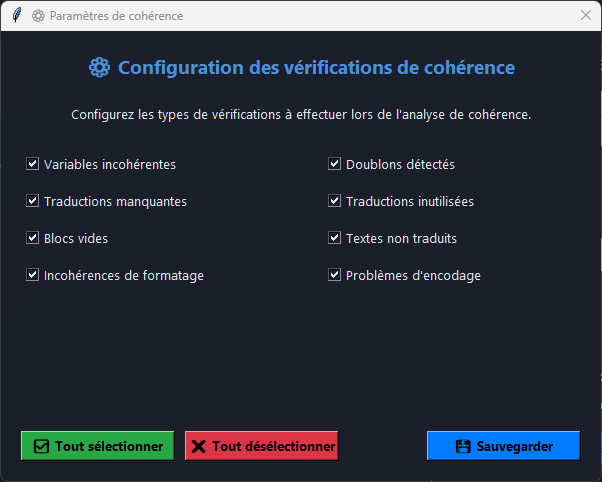 Paramètres de cohérence
Configuration des vérifications de cohérence
Configurez les types de vérifications à effectuer lors de l'analyse de cohérence.
Variables incohérentes
Doublons détectés
Traductions manquantes
Traductions inutilisées
Blocs vides
Textes non traduits
Incohérences de formatage
Problèmes d'encodage
Tout sélectionner
Tout désélectionner
Sauvegarder